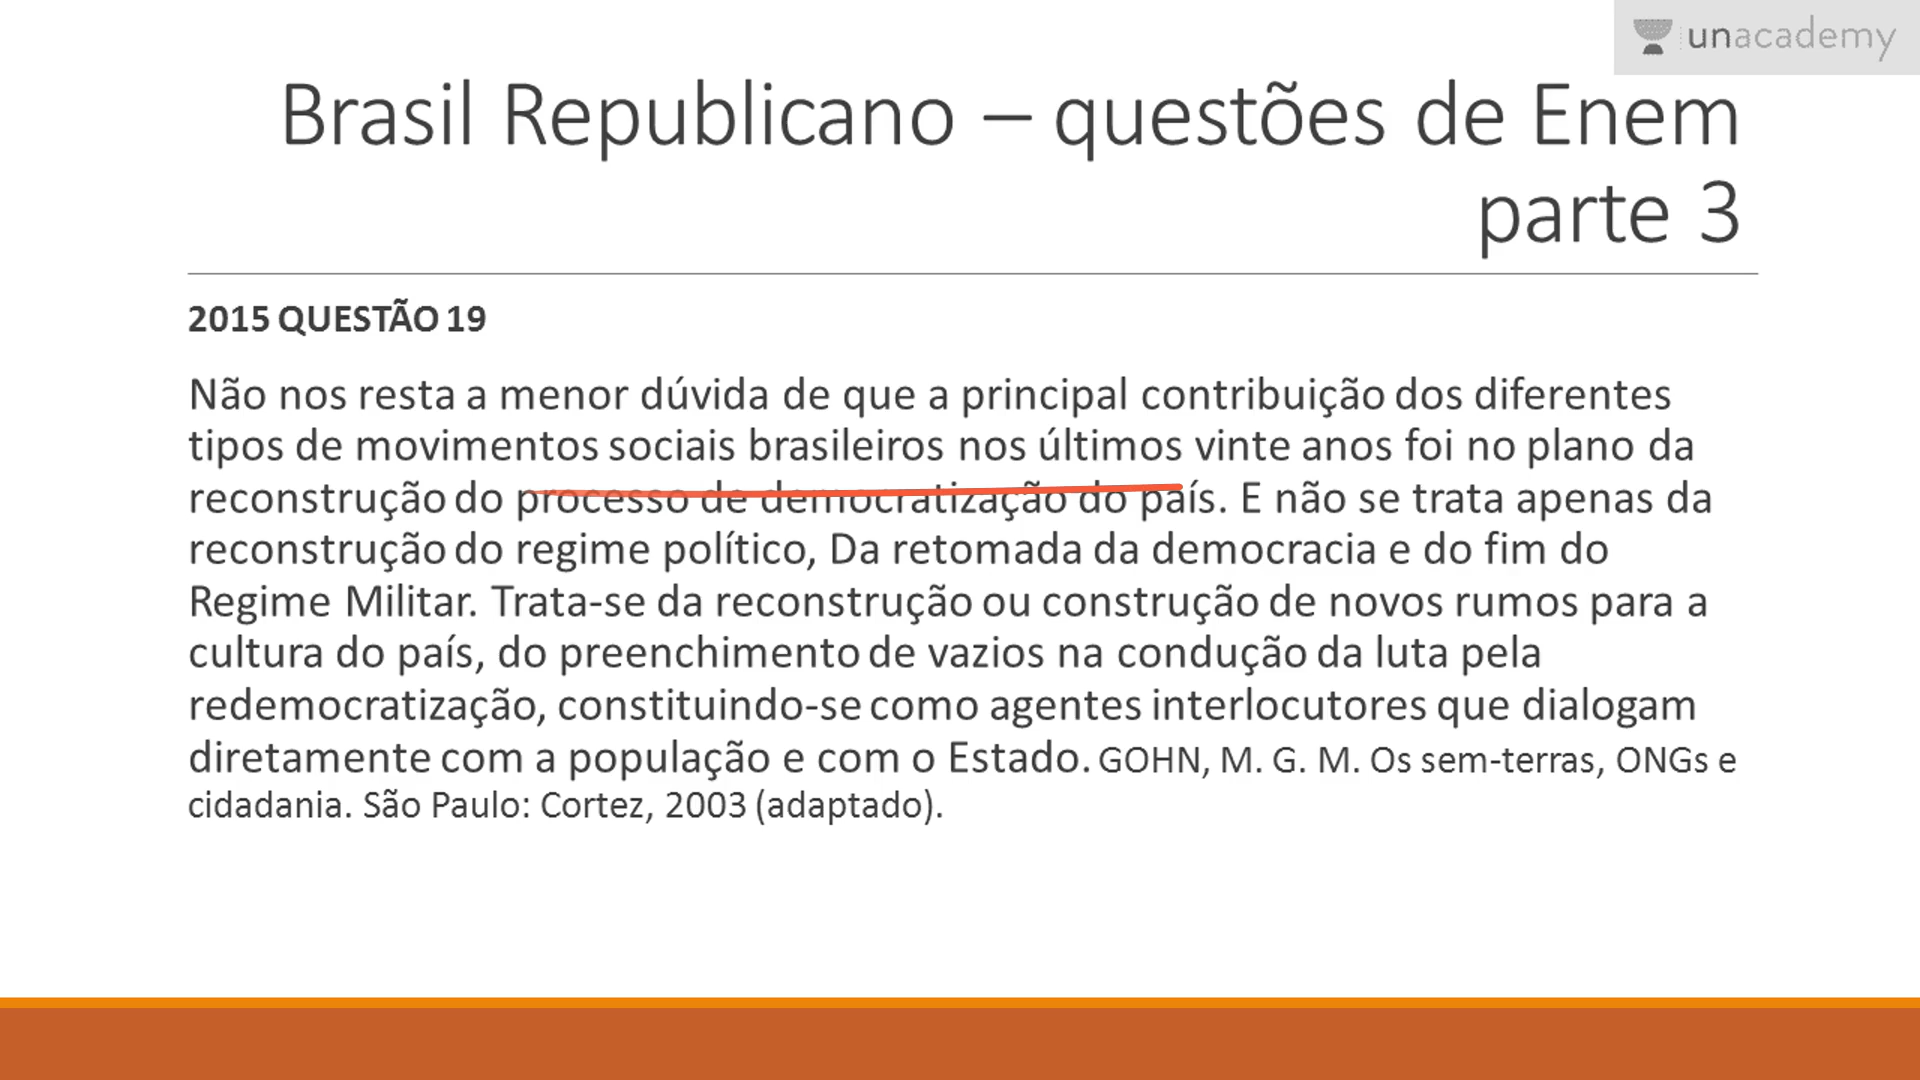 unacademy
Brasil Republicano – questões de Enem
parte 3
2015 QUESTÃO 19
Não nos resta a menor dúvida de que a principal contribuição dos diferentes
tipos de movimentos sociais brasileiros nos últimos vinte anos foi no plano da
reconstrução do processo de democratização do país. E não se trata apenas da
reconstrução do regime político, Da retomada da democracia e do fim do
Regime Militar. Trata-se da reconstrução ou construção de novos rumos para a
cultura do país, do preenchimento de vazios na condução da luta pela
redemocratização, constituindo-se como agentes interlocutores que dialogam
diretamente com a população e com o Estado. GOHN, M. G. M. Os sem-terras, ONGs e
cidadania. São Paulo: Cortez, 2003 (adaptado).